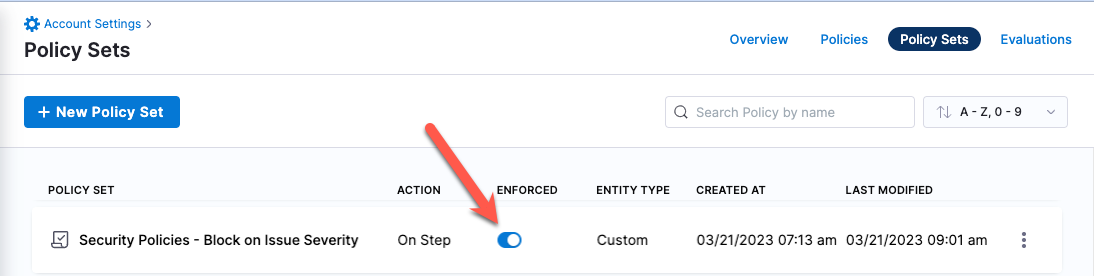 Account Settings >
Policy Sets
Overview Policies Policy Sets Evaluations
+ New Policy Set
Search Policy by name
A - Z, 0 - 9
POLICY SET ACTION ENFORCED ENTITY TYPE CREATED AT LAST MODIFIED
Security Policies - Block on Issue Severity On Step Custom 03/21/2023 07:13 am 03/21/2023 09:01 am